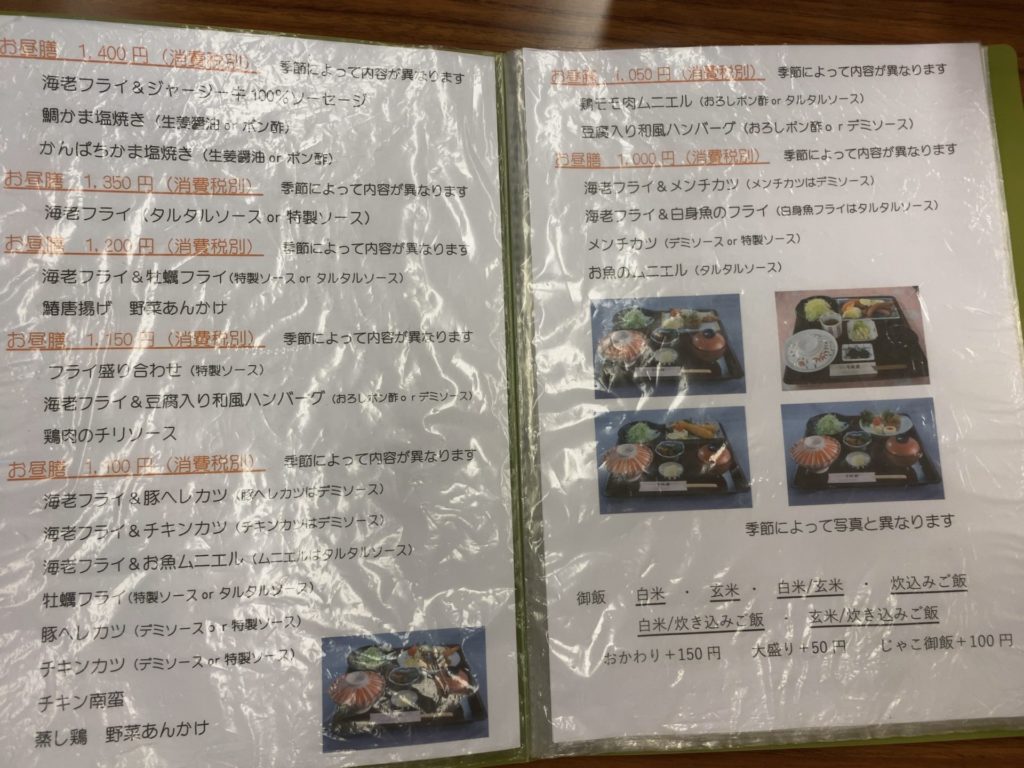 お昼膳　1,400円（消費税別）　季節によって内容が異なります
海老フライ＆ジャージー牛100%ソーセージ
鯛かま塩焼き（生姜醤油 or ポン酢）
かんぱちかま塩焼き（生姜醤油 or ポン酢）
お昼膳　1,350円（消費税別）　季節によって内容が異なります
海老フライ（タルタルソース or 特製ソース）
お昼膳　1,200円（消費税別）　季節によって内容が異なります
海老フライ＆牡蠣フライ（特製ソース or タルタルソース）
鰆唐揚げ　野菜あんかけ
お昼膳　1,150円（消費税別）　季節によって内容が異なります
フライ盛り合わせ（特製ソース）
海老フライ＆豆腐入り和風ハンバーグ（おろしポン酢 or デミソース）
鶏肉のチリソース
お昼膳　1,100円（消費税別）　季節によって内容が異なります
海老フライ＆豚ヘレカツ（豚ヘレカツはデミソース）
海老フライ＆チキンカツ（チキンカツはデミソース）
海老フライ＆お魚ムニエル（ムニエルはタルタルソース）
牡蠣フライ（特製ソース or タルタルソース）
豚ヘレカツ（デミソース or 特製ソース）
チキンカツ（デミソース or 特製ソース）
チキン南蛮
蒸し鶏　野菜あんかけ
お昼膳　1,050円（消費税別）　季節によって内容が異なります
鶏モモ肉ムニエル（おろしポン酢 or タルタルソース）
豆腐入り和風ハンバーグ（おろしポン酢 or デミソース）
お昼膳　1,000円（消費税別）　季節によって内容が異なります
海老フライ＆メンチカツ（メンチカツはデミソース）
海老フライ＆白身魚のフライ（白身魚フライはタルタルソース）
メンチカツ（デミソース or 特製ソース）
お魚のムニエル（タルタルソース）
季節によって写真と異なります
御飯　白米　・　玄米　・　白米/玄米　・　炊込みご飯
白米/炊き込みご飯　・　玄米/炊き込みご飯
おかわり＋150円　大盛り＋50円　じゃこ御飯＋100円